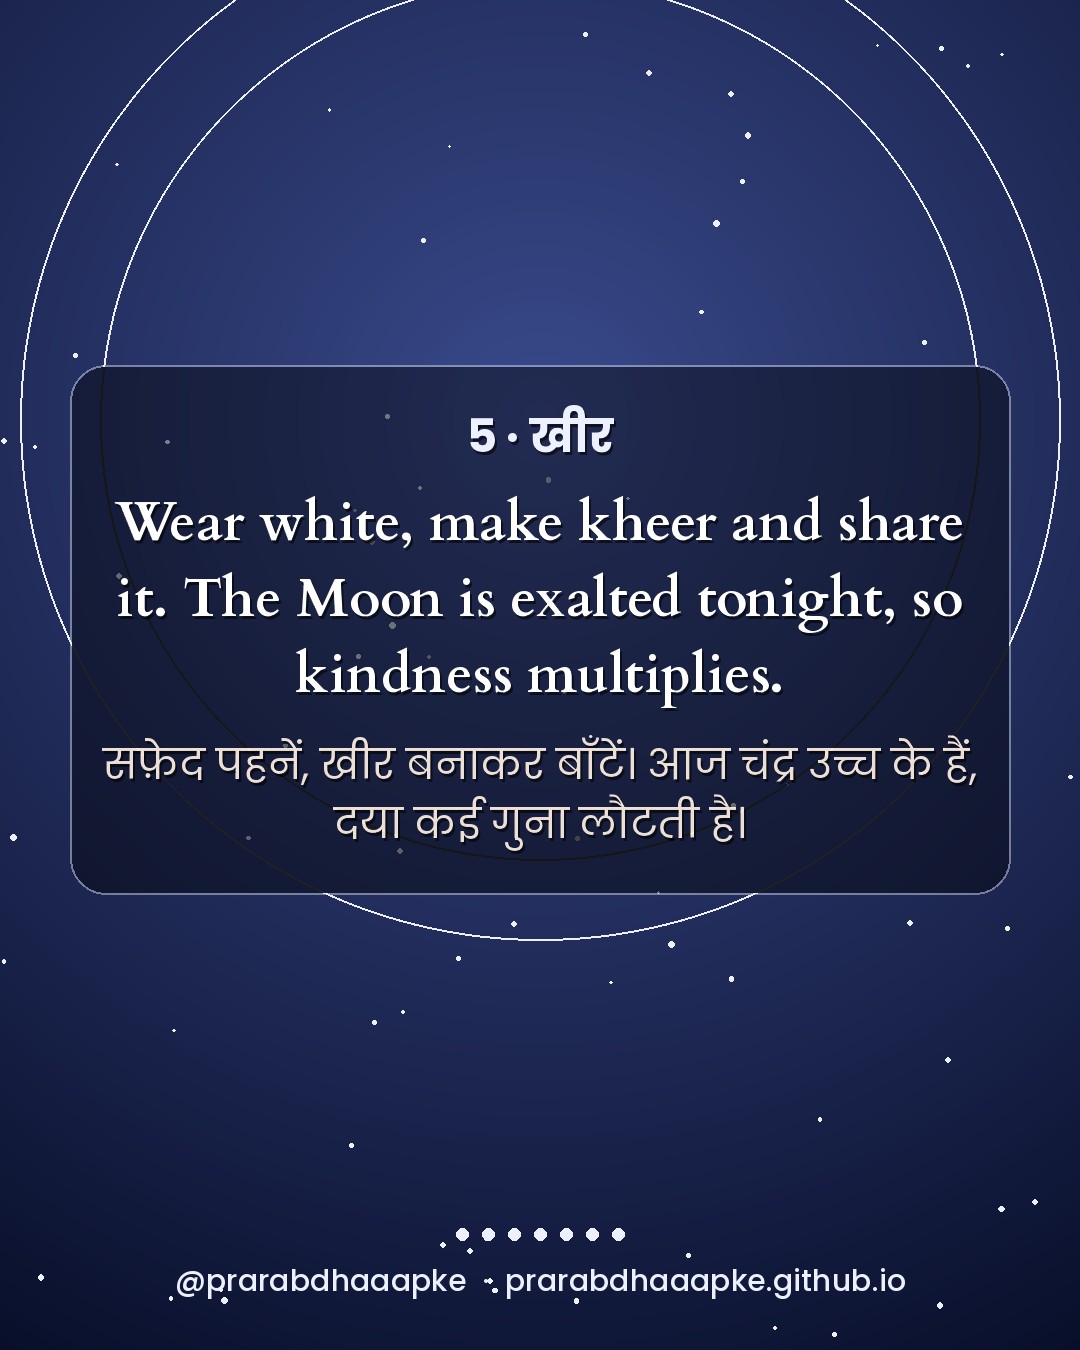 5 · खीर
Wear white, make kheer and share
it. The Moon is exalted tonight, so
kindness multiplies.
सफ़ेद पहनें, खीर बनाकर बाँटें। आज चंद्र उच्च के हैं,
दया कई गुना लौटती है।
@prarabdhaaapke · prarabdhaaapke.github.io